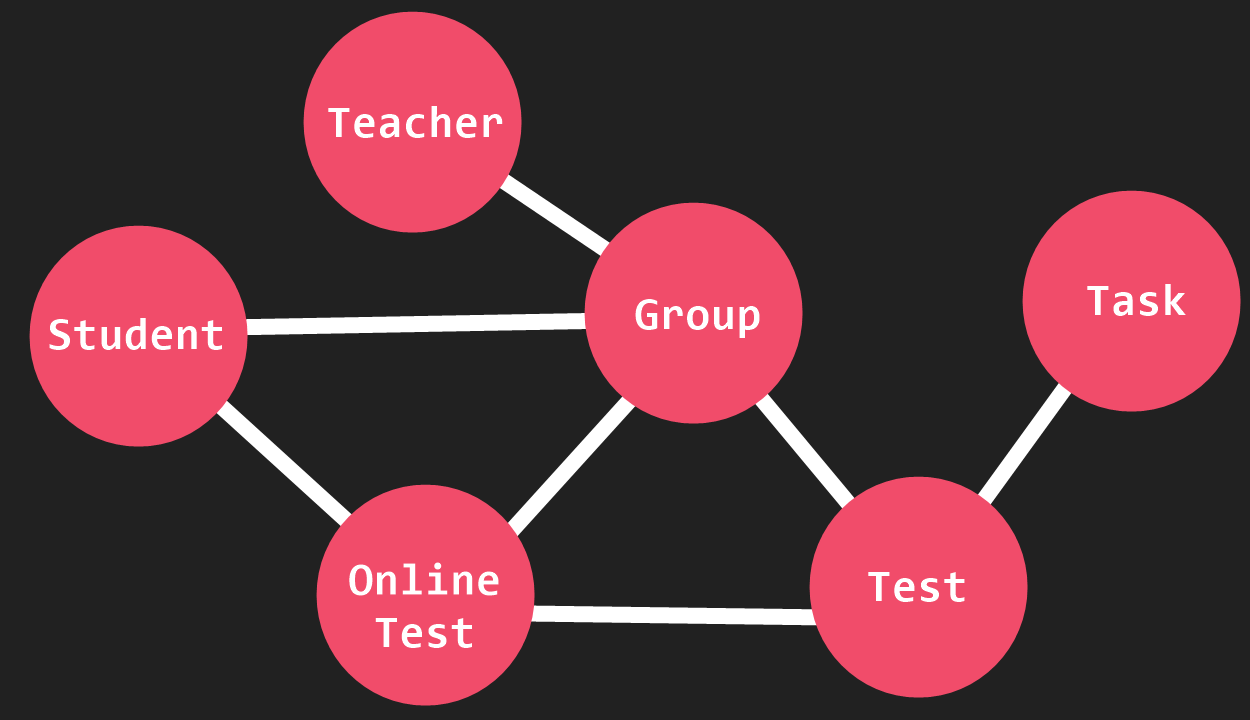 Teacher
Group
Task
Student
Online
Test
Test